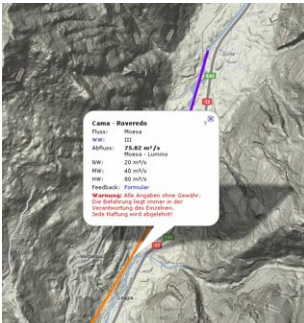 Cama - Roveredo
Fluss: Moesa
WW: III
Abfluss: 75.82 m³/s
Moesa - Lumino
NW: 20 m³/s
MW: 40 m³/s
HW: 80 m³/s
Feedback: Formular
Warnung: Alle Angaben ohne Gewähr.
Die Befahrung liegt immer in der
Verantwortung des Einzelnen.
Jede Haftung wird abgelehnt!
Leggia